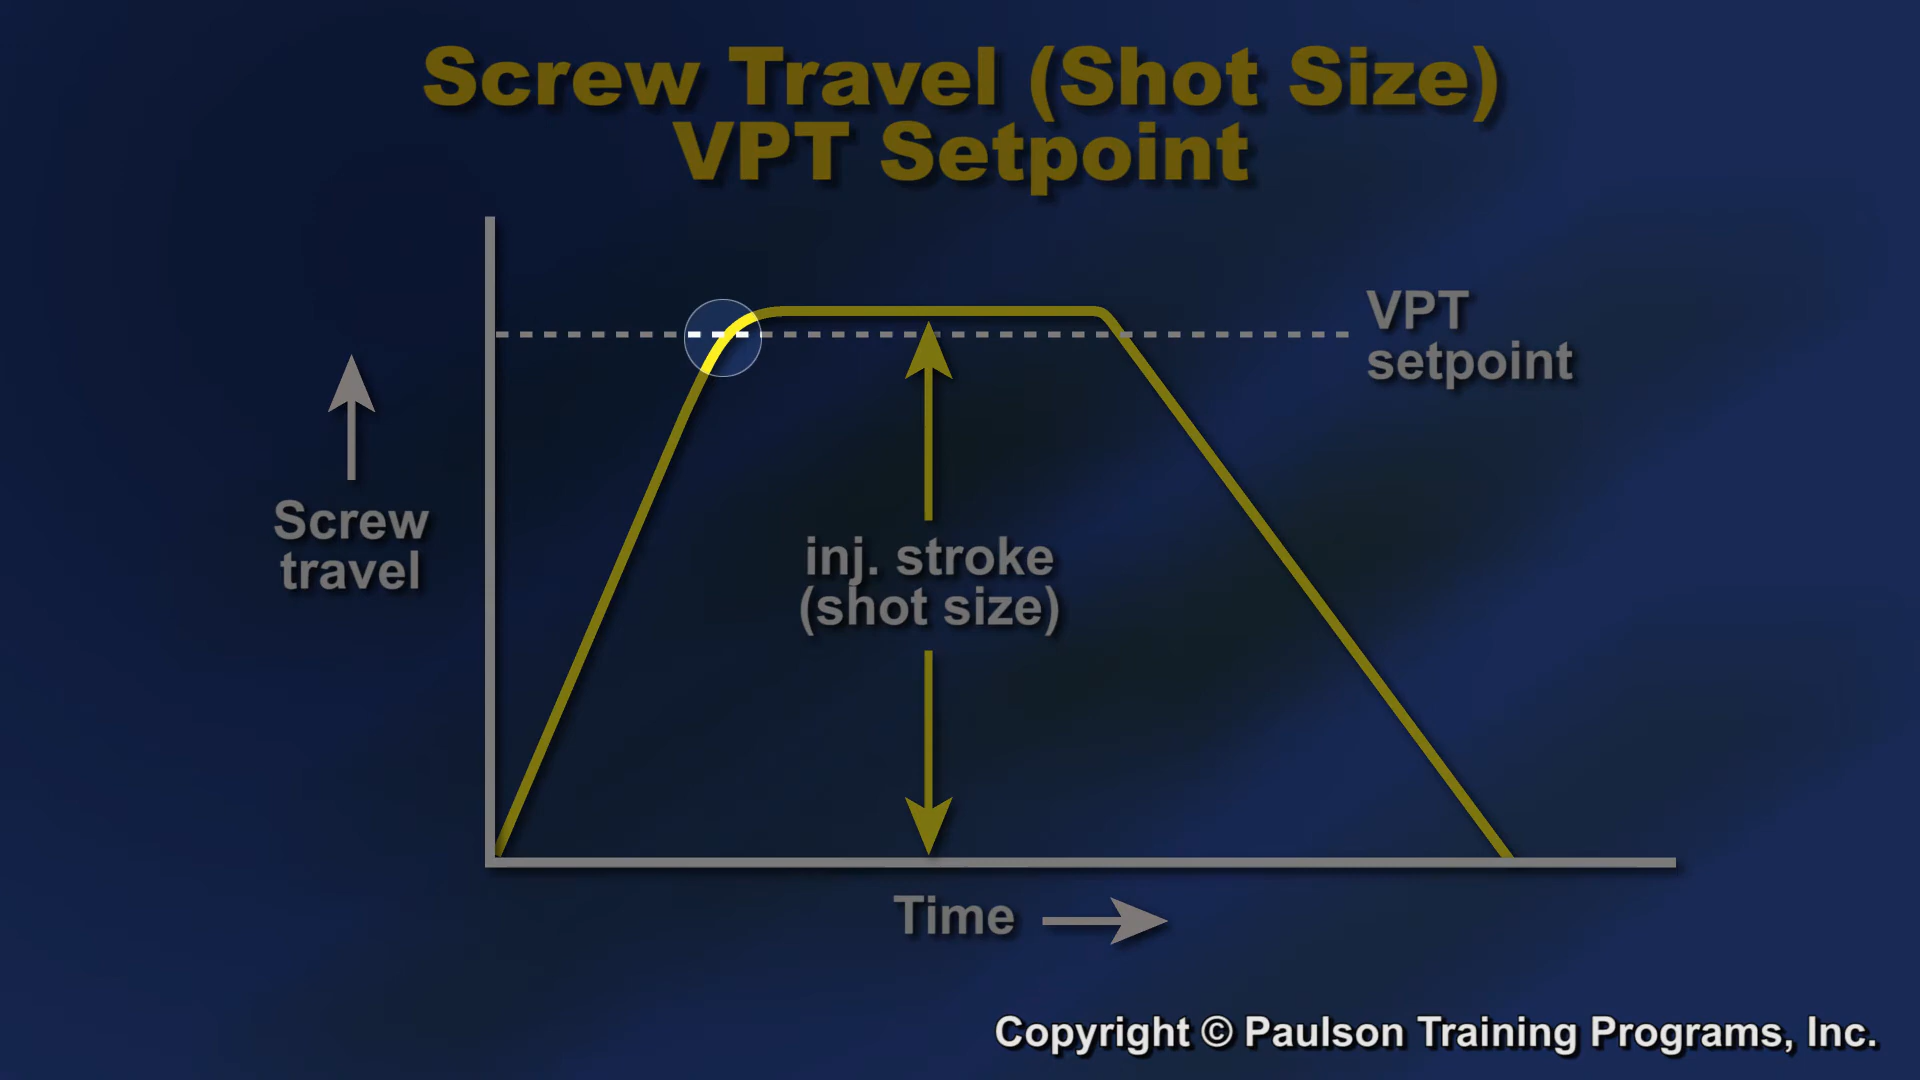 Screw Travel (Shot Size)
VPT Setpoint
VPT
setpoint
Screw
travel
inj. stroke
(shot size)
Time
Copyright © Paulson Training Programs, Inc.